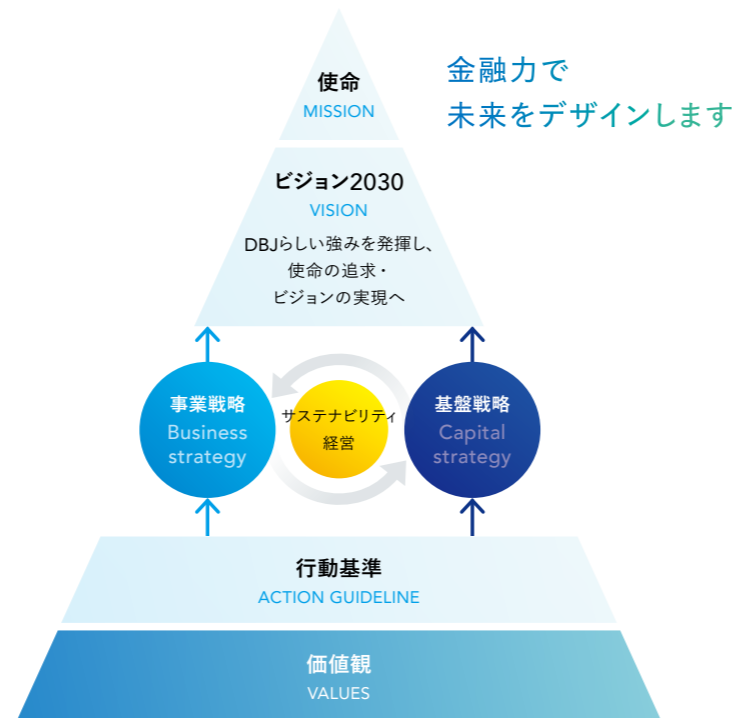 使命
MISSION
金融力で
未来をデザインします
ビジョン2030
VISION
DBJらしい強みを発揮し、
使命の追求・
ビジョンの実現へ
事業戦略
Business
strategy
サステナビリティ
経営
基盤戦略
Capital
strategy
行動基準
ACTION GUIDELINE
価値観
VALUES